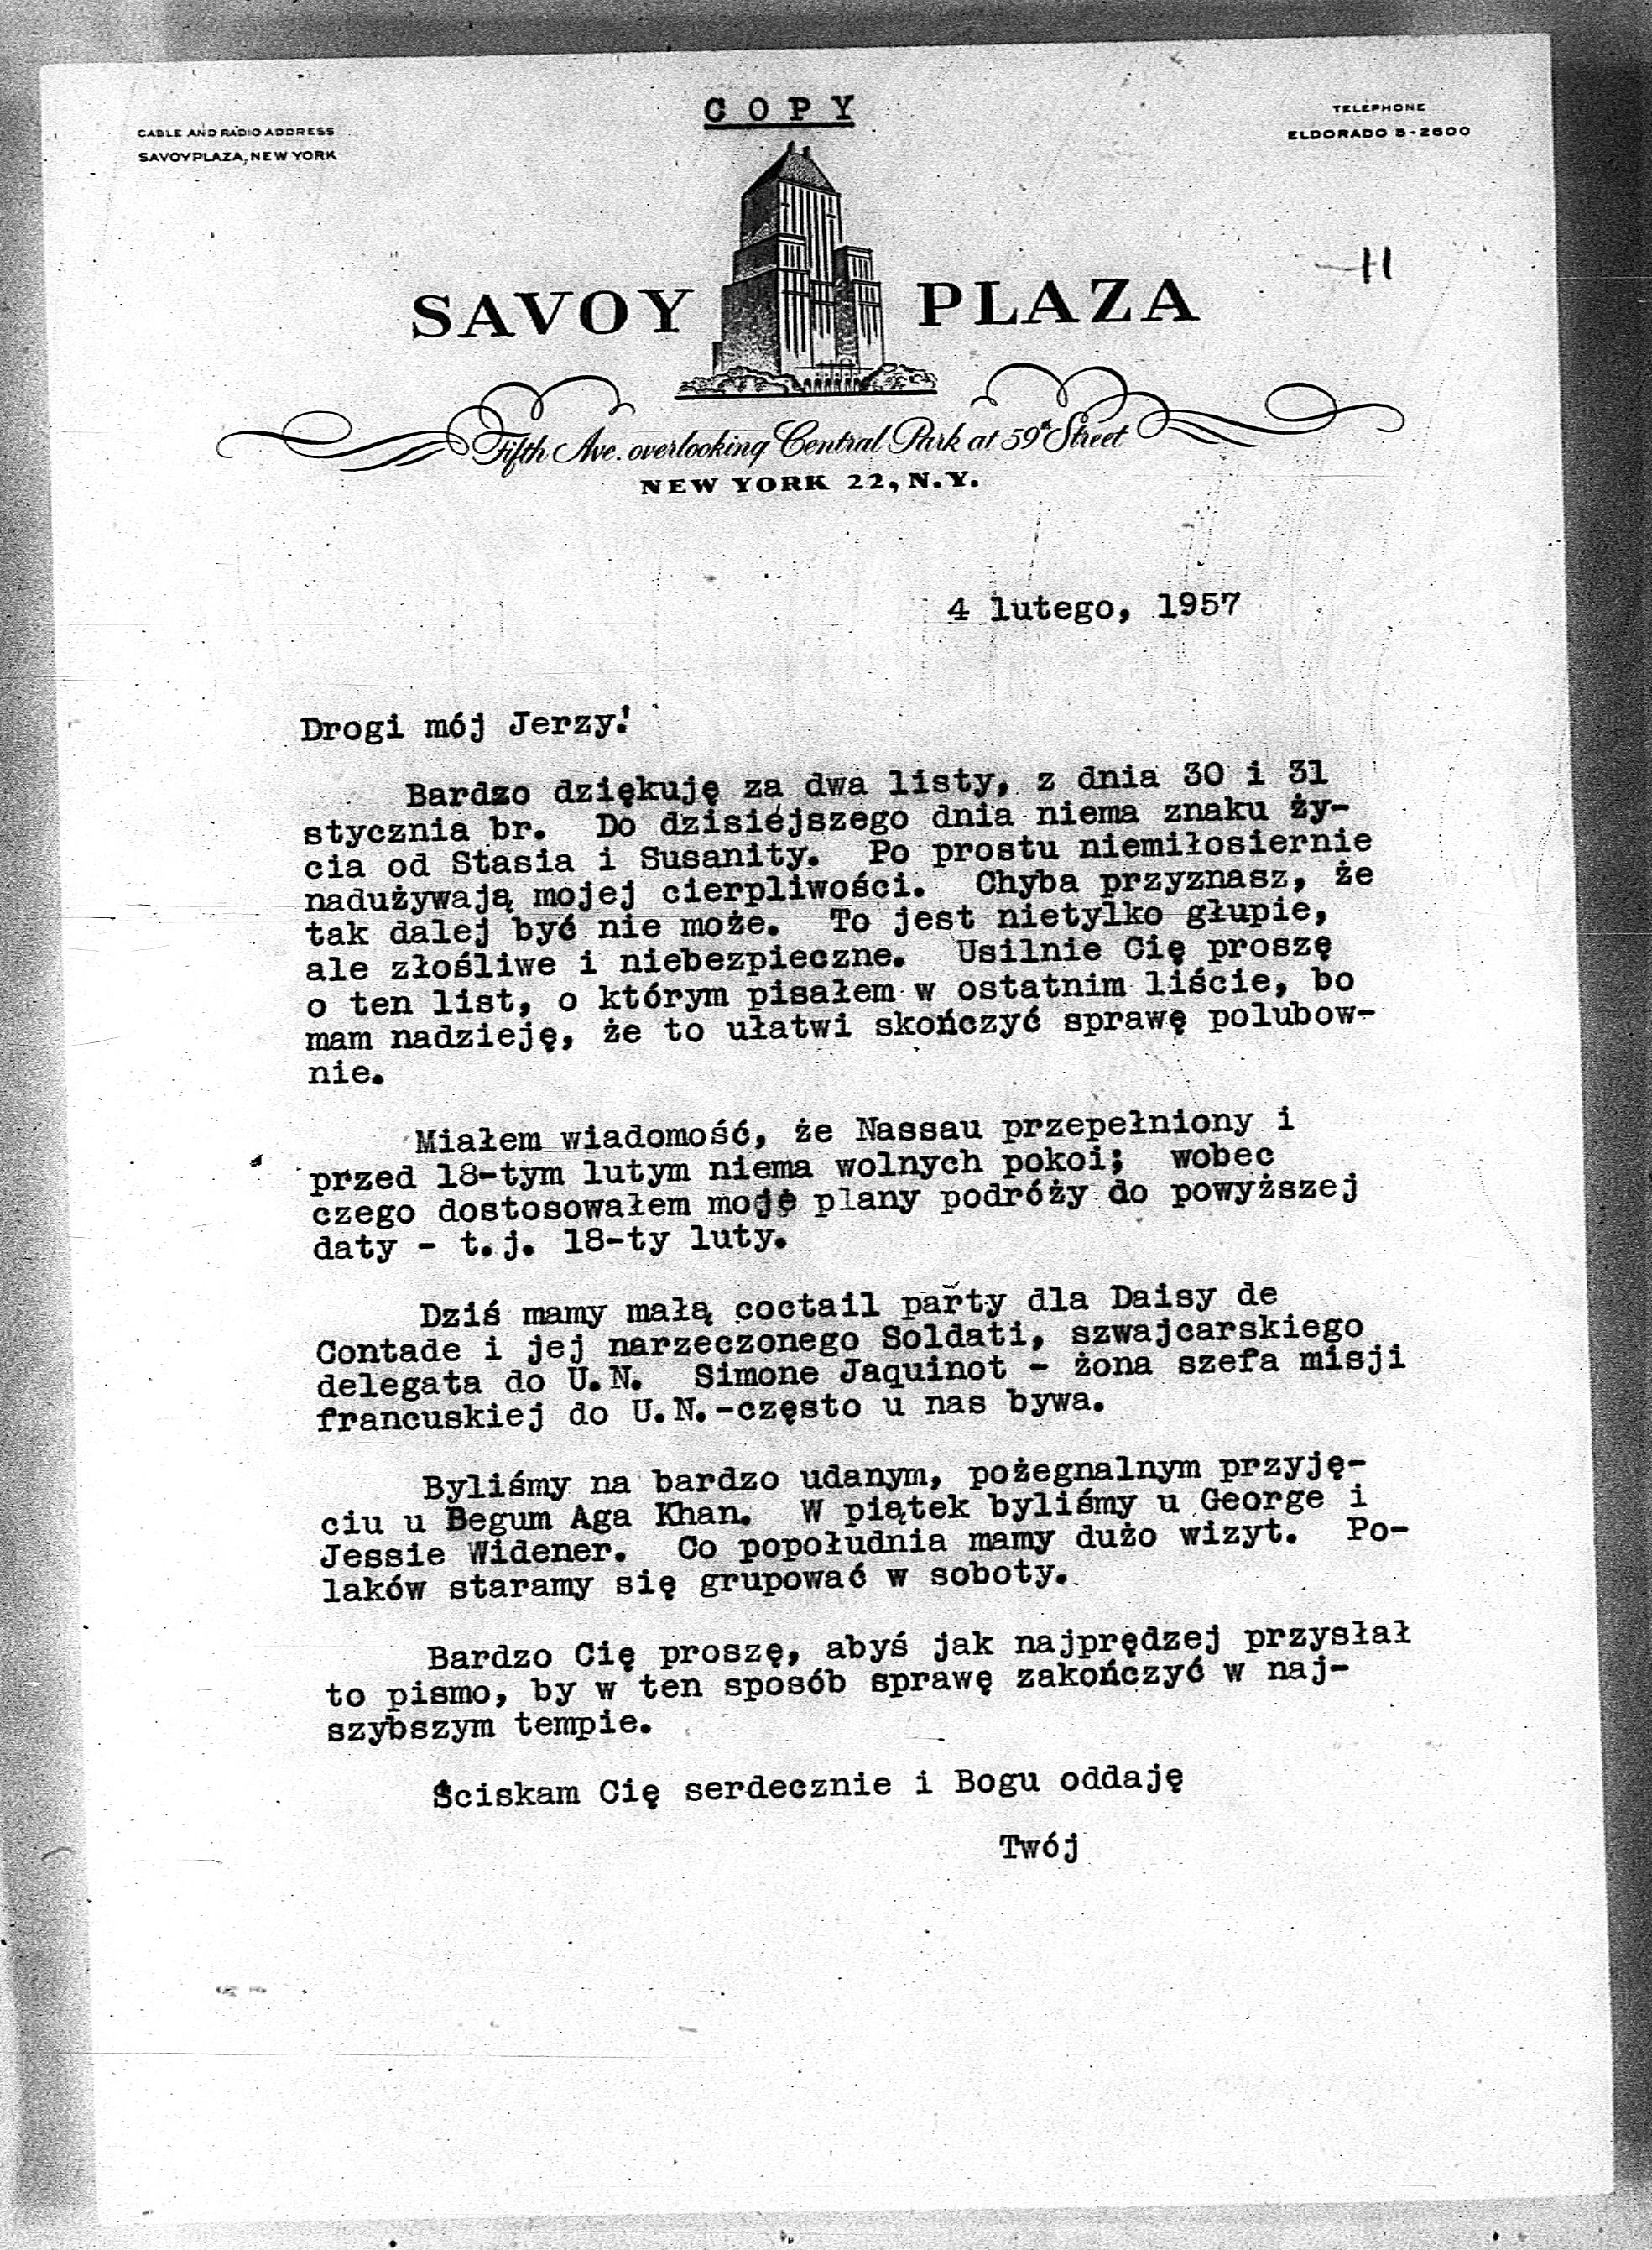 COPY
CABLE AND RADIO ADDRESS
SAVOYPLAZA, NEW YORK
TELEPHONE
ELDORADO 5-2600
SAVOY PLAZA
Fifth Ave. overlooking Central Park at 59th Street
NEW YORK 22, N.Y.
4 lutego, 1957
Drogi mój Jerzy!
Bardzo dziękuję za dwa listy, z dnia 30 i 31
stycznia br. Do dzisiejszego dnia niema znaku ży-
cia od Stasia i Susanity. Po prostu niemiłosiernie
nadużywają mojej cierpliwości. Chyba przyznasz, że
tak dalej być nie może. To jest nietylko głupie,
ale złośliwe i niebezpieczne. Usilnie Cię proszę
o ten list, o którym pisałem w ostatnim liście, bo
mam nadzieję, że to ułatwi skończyć sprawę polubow-
nie.
Miałem wiadomość, że Nassau przepełniony i
przed 18-tym lutym niema wolnych pokoi; wobec
czego dostosowałem moje plany podróży do powyższej
daty - t.j. 18-ty luty.
Dziś mamy małą coctail party dla Daisy de
Contade i jej narzeczonego Soldati, szwajcarskiego
delegata do U.N. Simone Jaquinot - żona szefa misji
francuskiej do U.N.-często u nas bywa.
Byliśmy na bardzo udanym, pożegnalnym przyję-
ciu u Begum Aga Khan. W piątek byliśmy u George i
Jessie Widener. Co popołudnia mamy dużo wizyt. Po-
laków staramy się grupować w soboty.
Bardzo Cię proszę, abyś jak najprędzej przysłał
to pismo, by w ten sposób sprawę zakończyć w naj-
szybszym tempie.
Ściskam Cię serdecznie i Bogu oddaję
Twój